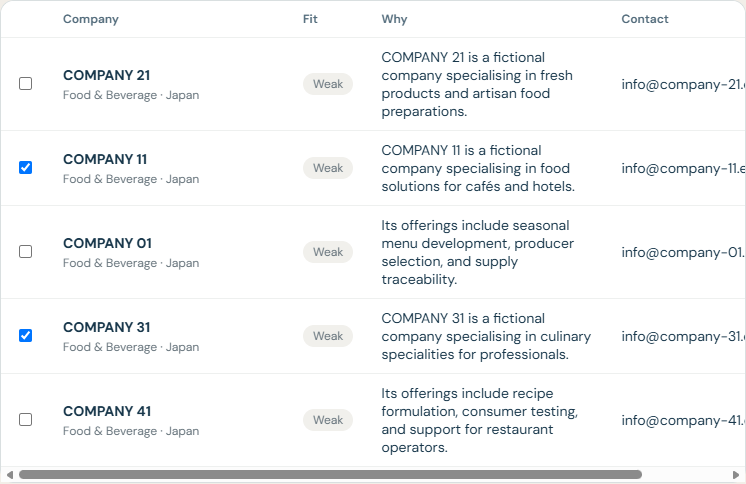 Company Fit Why Contact
COMPANY 21
Food & Beverage · Japan
Weak
COMPANY 21 is a fictional
company specialising in fresh
products and artisan food
preparations.
info@company-21.
COMPANY 11
Food & Beverage · Japan
Weak
COMPANY 11 is a fictional
company specialising in food
solutions for cafés and hotels.
info@company-11.e
COMPANY 01
Food & Beverage · Japan
Weak
Its offerings include seasonal
menu development, producer
selection, and supply
traceability.
info@company-01.
COMPANY 31
Food & Beverage · Japan
Weak
COMPANY 31 is a fictional
company specialising in culinary
specialities for professionals.
info@company-31.
COMPANY 41
Food & Beverage · Japan
Weak
Its offerings include recipe
formulation, consumer testing,
and support for restaurant
operators.
info@company-41.